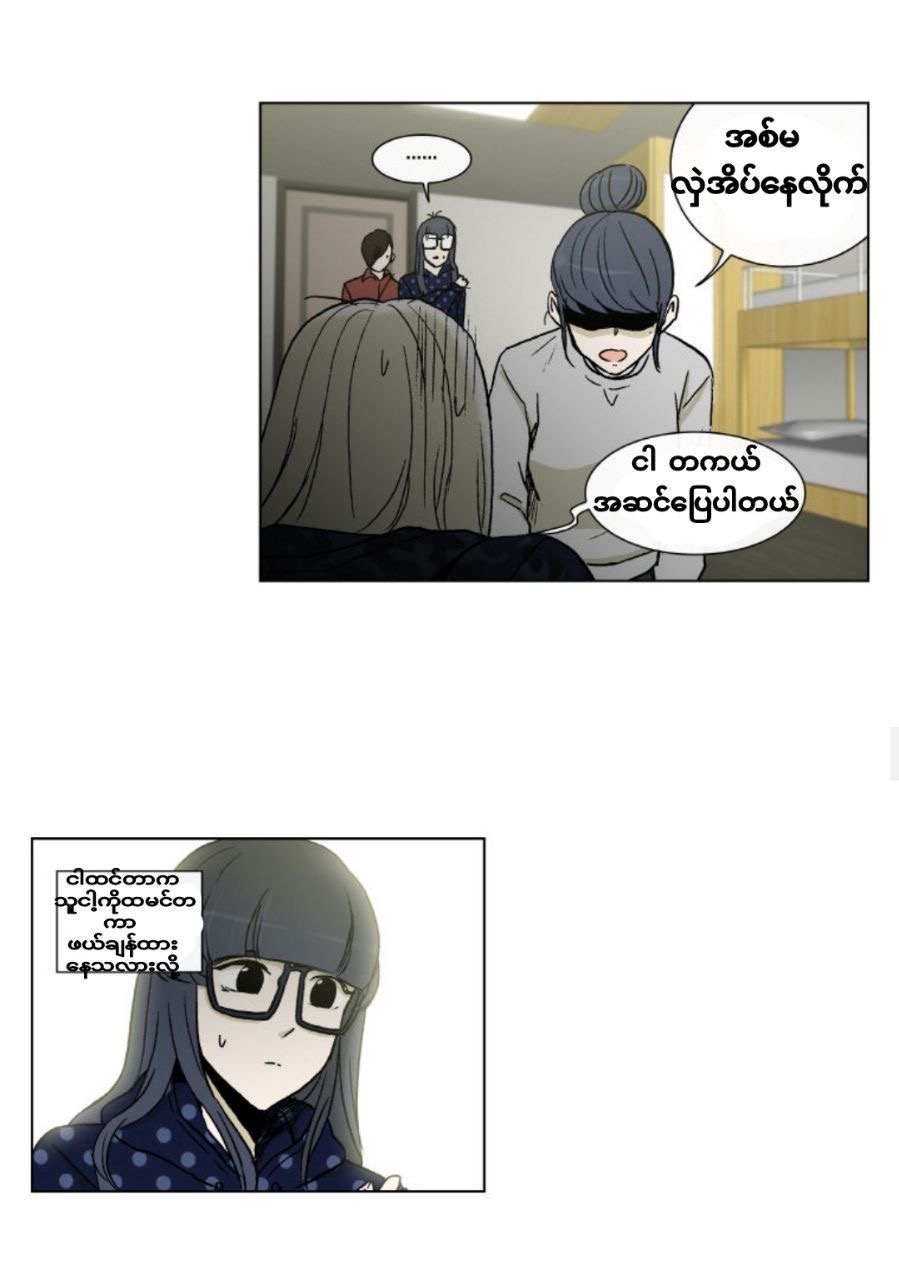 အစ်မ
လှဲအိပ်နေလိုက်
......
ငါ တကယ်
အဆင်ပြေပါတယ်
ငါထင်တာက
သူငါ့ကိုထမင်တ
ကာ
ဖယ်ချန်ထား
နေသလားလို့